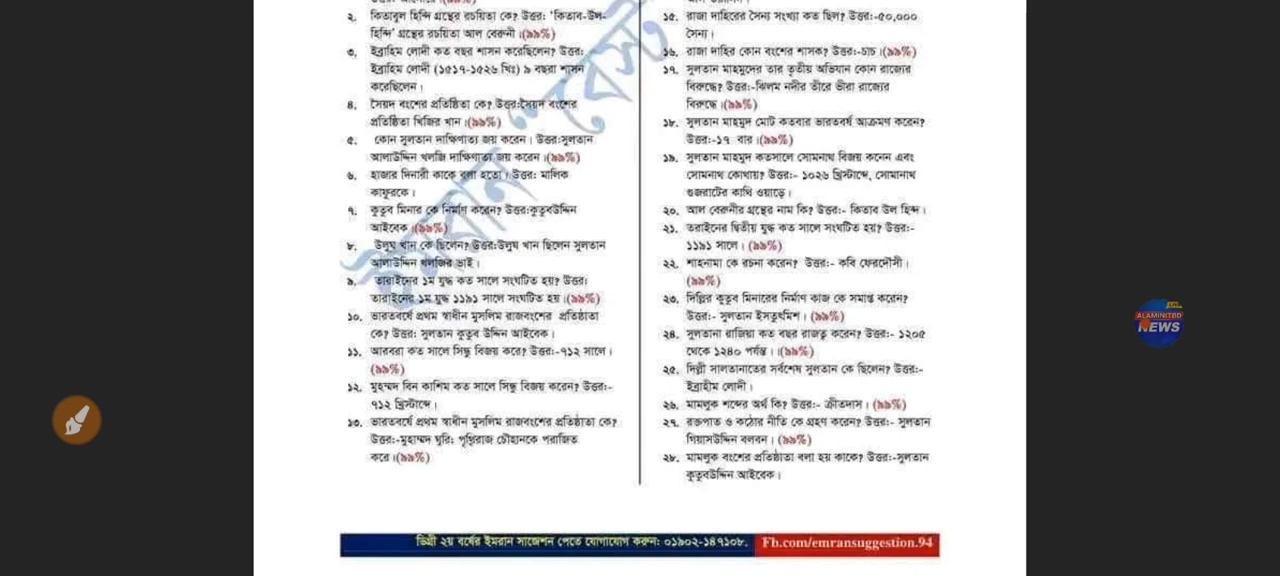 ২. কিতাবুল হিন্দি গ্রন্থের রচয়িতা কে? উত্তর: 'কিতাব-উল-
হিন্দি' গ্রন্থের রচয়িতা আল বেরুনী।(৯৯%)
৩. ইব্রাহিম লোদী কত বছর শাসন করেছিলেন? উত্তর:
ইব্রাহিম লোদী (১৫১৭-১৫২৬ খিঃ) ৯ বছরা শাসন
করেছিলেন।
৪. সৈয়দ বংশের প্রতিষ্ঠিতা কে? উত্তর:সৈয়দ বংশের
প্রতিষ্ঠিতা খিজির খান।(৯৯%)
৫. কোন সুলতান দাক্ষিণাত্য জয় করেন। উত্তর:সুলতান
আলাউদ্দিন খলজি দাক্ষিণাত্য জয় করেন।(৯৯%)
৬. হাজার দিনারী কাকে বলা হতো। উত্তর: মালিক
কাফুরকে।
৭. কুতুব মিনার কে নির্মাণ করেন? উত্তর:কুতুবউদ্দিন
আইবেক।(৯৯%)
৮. উলুঘ খান কে ছিলেন? উত্তর:উলুঘ খান ছিলেন সুলতান
আলাউদ্দিন খলজির ভাই।
৯. তারাইনের ১ম যুদ্ধ কত সালে সংঘটিত হয়? উত্তর:
তারাইনের ১ম যুদ্ধ ১১৯১ সালে সংঘটিত হয়।(৯৯%)
১০. ভারতবর্ষে প্রথম স্বাধীন মুসলিম রাজবংশের প্রতিষ্ঠাতা
কে? উত্তর: সুলতান কুতুব উদ্দিন আইবেক।
১১. আরবরা কত সালে সিন্ধু বিজয় করে? উত্তর:-৭১২ সালে।
(৯৯%)
১২. মুহম্মদ বিন কাশিম কত সালে সিন্ধু বিজয় করেন? উত্তর:-
৭১২ খ্রিস্টাব্দে।
১৩. ভারতবর্ষে প্রথম স্বাধীন মুসলিম রাজবংশের প্রতিষ্ঠাতা কে?
উত্তর:-মুহাম্মদ ঘুরি: পৃথ্বিরাজ চৌহানকে পরাজিত
করে।(৯৯%)
১৫. রাজা দাহিরের সৈন্য সংখ্যা কত ছিল? উত্তর:-৫০,০০০
সৈন্য।
১৬. রাজা দাহির কোন বংশের শাসক? উত্তর:-চাচ।(৯৯%)
১৭. সুলতান মাহমুদের তার তৃতীয় অভিযান কোন রাজ্যের
বিরুদ্ধে? উত্তর:-ঝিলম নদীর তীরে ভীরা রাজ্যের
বিরুদ্ধে।(৯৯%)
১৮. সুলতান মাহমুদ মোট কতবার ভারতবর্ষ আক্রমণ করেন?
উত্তর:-১৭ বার।(৯৯%)
১৯. সুলতান মাহমুদ কতসালে সোমনাথ বিজয় কনেন এবং
সোমনাথ কোথায়? উত্তর:- ১০২৬ খ্রিস্টাব্দে, সোমানাথ
গুজরাটের কাথি ওয়াড়ে।
২০. আল বেরুনীর গ্রন্থের নাম কি? উত্তর:- কিতাব উল হিন্দ।
২১. তরাইনের দ্বিতীয় যুদ্ধ কত সালে সংঘটিত হয়? উত্তর:-
১১৯১ সালে। (৯৯%)
২২. শাহনামা কে রচনা করেন? উত্তর:- কবি ফেরদৌসী।
(৯৯%)
২৩. দিল্লির কুতুব মিনারের নির্মাণ কাজ কে সমাপ্ত করেন?
উত্তর:- সুলতান ইসতুৎমিশ। (৯৯%)
২৪. সুলতানা রাজিয়া কত বছর রাজত্ব করেন? উত্তর:- ১২০৫
থেকে ১২৪০ পর্যন্ত।।(৯৯%)
২৫. দিল্লী সালতানাতের সর্বশেষ সুলতান কে ছিলেন? উত্তর:-
ইব্রাহীম লোদী।
২৬. মামলুক শব্দের অর্থ কি? উত্তর:- ক্রীতদাস। (৯৯%)
২৭. রক্তপাত ও কঠোর নীতি কে গ্রহণ করেন? উত্তর:- সুলতান
গিয়াসউদ্দিন বলবন। (৯৯%)
২৮. মামলুক বংশের প্রতিষ্ঠাতা বলা হয় কাকে? উত্তর:-সুলতান
কুতুবউদ্দিন আইবেক।
ডিগ্রী ২য় বর্ষের ইমরান সাজেশন পেতে যোগাযোগ করুন: ০১৯০২-১৪৭১০৮. Fb.com/emransuggestion.94
ALAMINITBD
NEWS